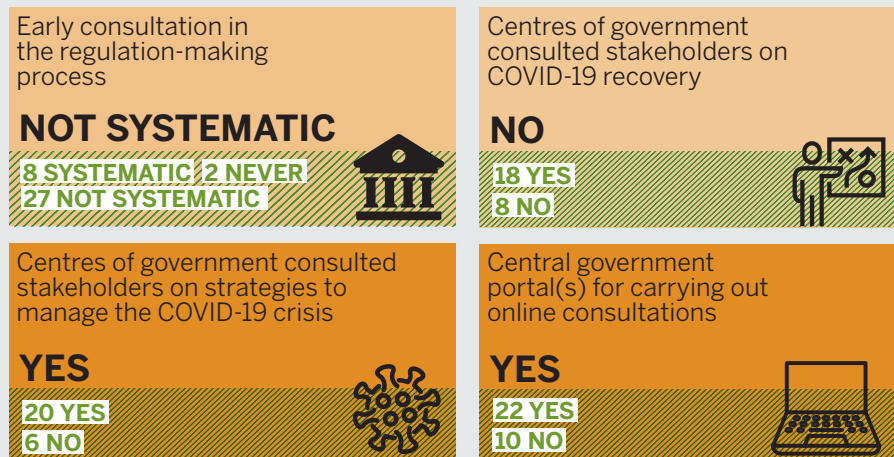 Early consultation in
the regulation-making
process
NOT SYSTEMATIC
8 SYSTEMATIC 2 NEVER
27 NOT SYSTEMATIC
Centres of government
consulted stakeholders on
COVID-19 recovery
NO
18 YES
8 NO
Centres of government consulted
stakeholders on strategies to
manage the COVID-19 crisis
YES
20 YES
6 NO
Central government
portal(s) for carrying out
online consultations
YES
22 YES
10 NO